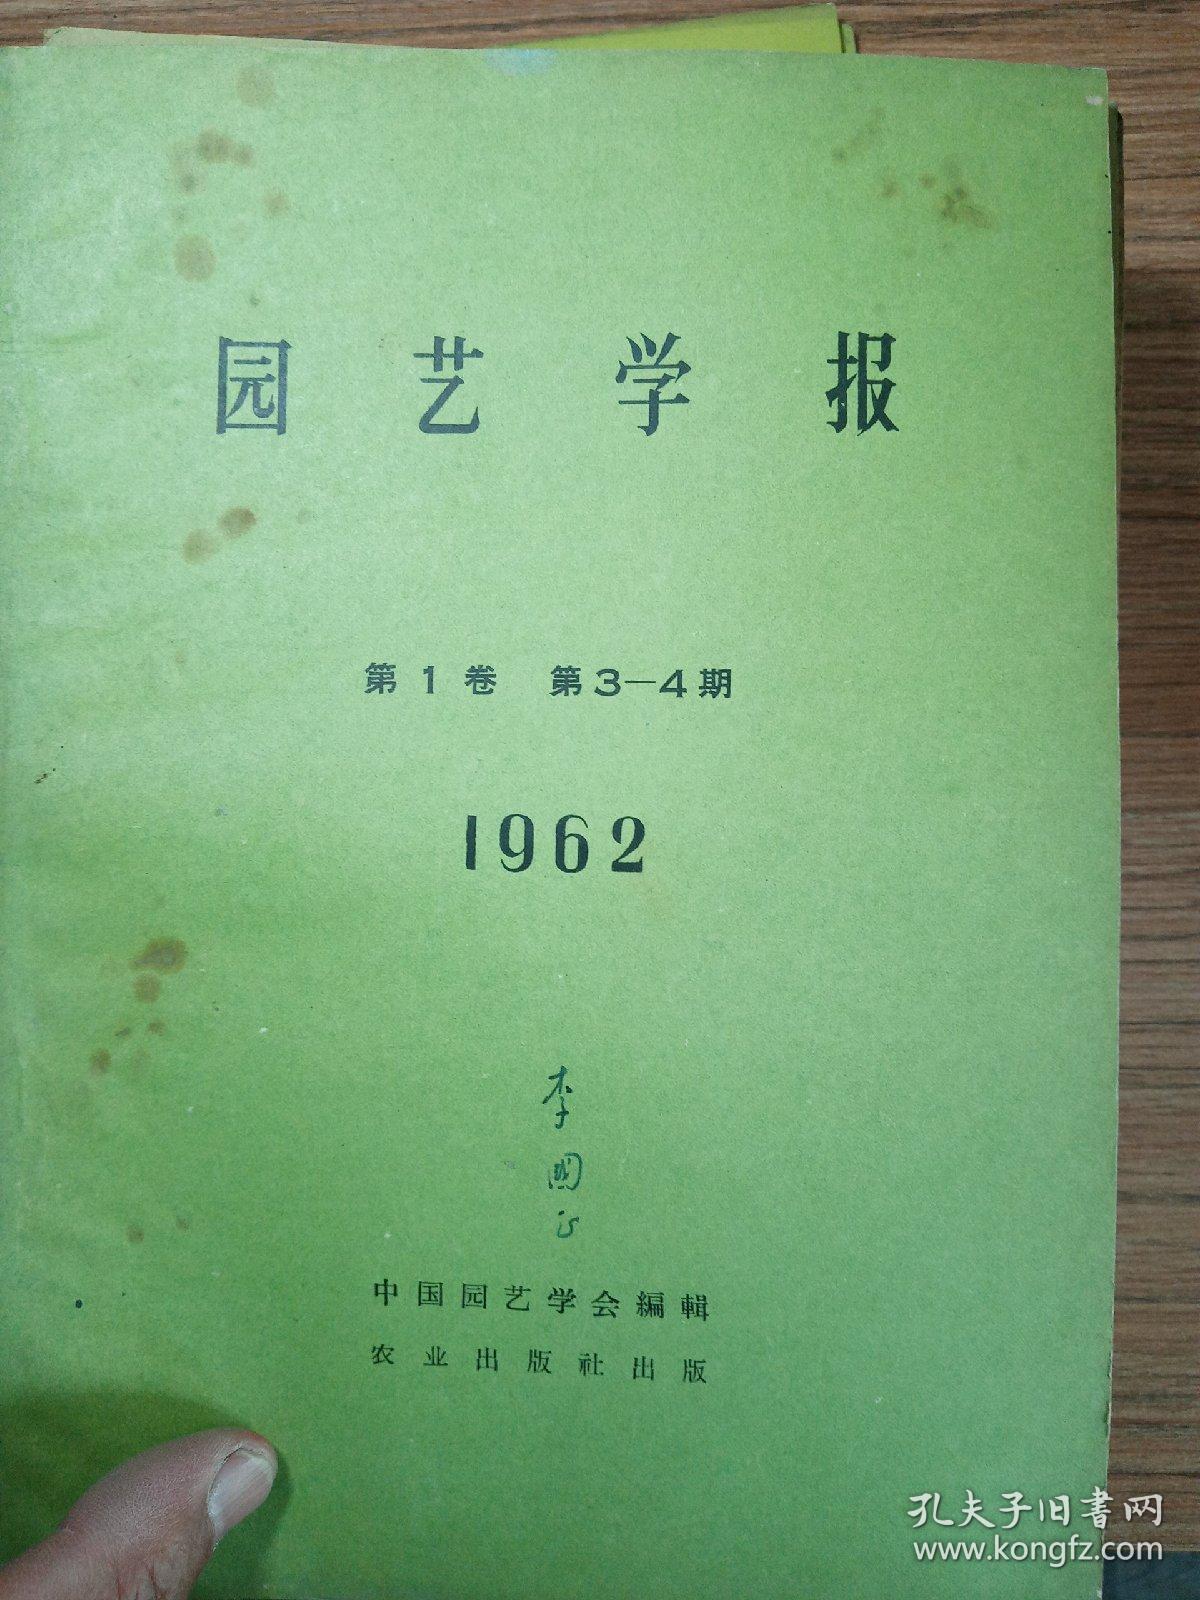 园艺学报
第1卷 第3—4期
1962
李
國
中国园艺学会編輯
农业出版社出版
孔夫子旧书网
www.kongfz.com